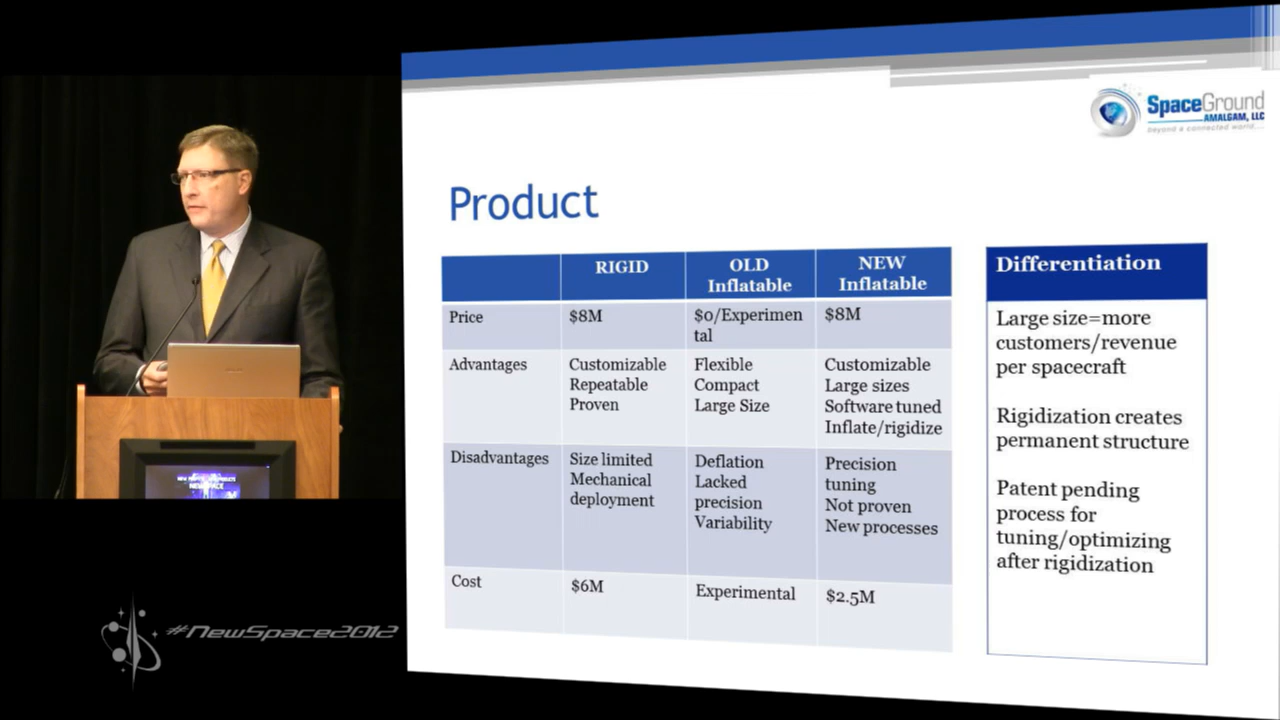 SpaceGround
AMALGAM, LLC
beyond a connected world...
Product
RIGID
OLD
Inflatable
NEW
Inflatable
Price
$8M
$0/Experimen
tal
$8M
Advantages
Customizable
Repeatable
Proven
Flexible
Compact
Large Size
Customizable
Large sizes
Software tuned
Inflate/rigidize
Disadvantages
Size limited
Mechanical
deployment
Deflation
Lacked
precision
Variability
Precision
tuning
Not proven
New processes
Cost
$6M
Experimental
$2.5M
Differentiation
Large size=more
customers/revenue
per spacecraft
Rigidization creates
permanent structure
Patent pending
process for
tuning/optimizing
after rigidization
#NewSpace2012